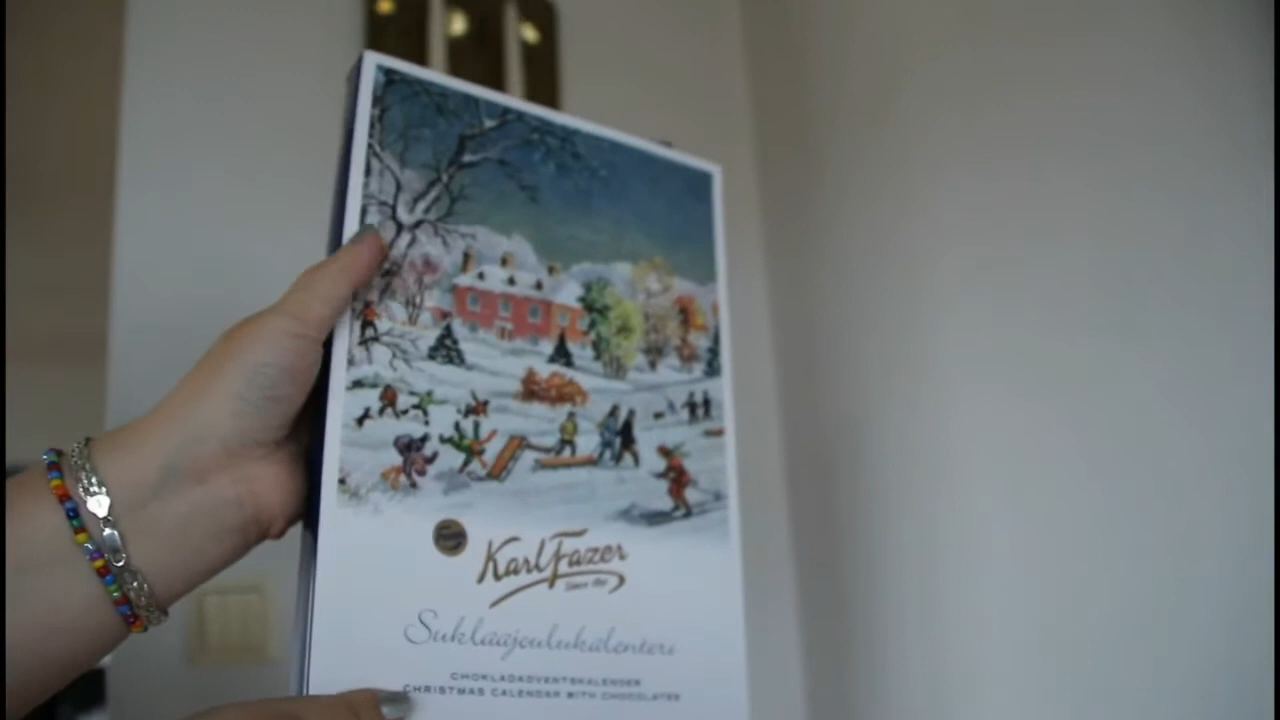 Karl Fazer
Since 1891
Suklaajoulukalenteri
CHOKLADADVENTSKALENDER
CHRISTMAS CALENDAR WITH CHOCOLATES